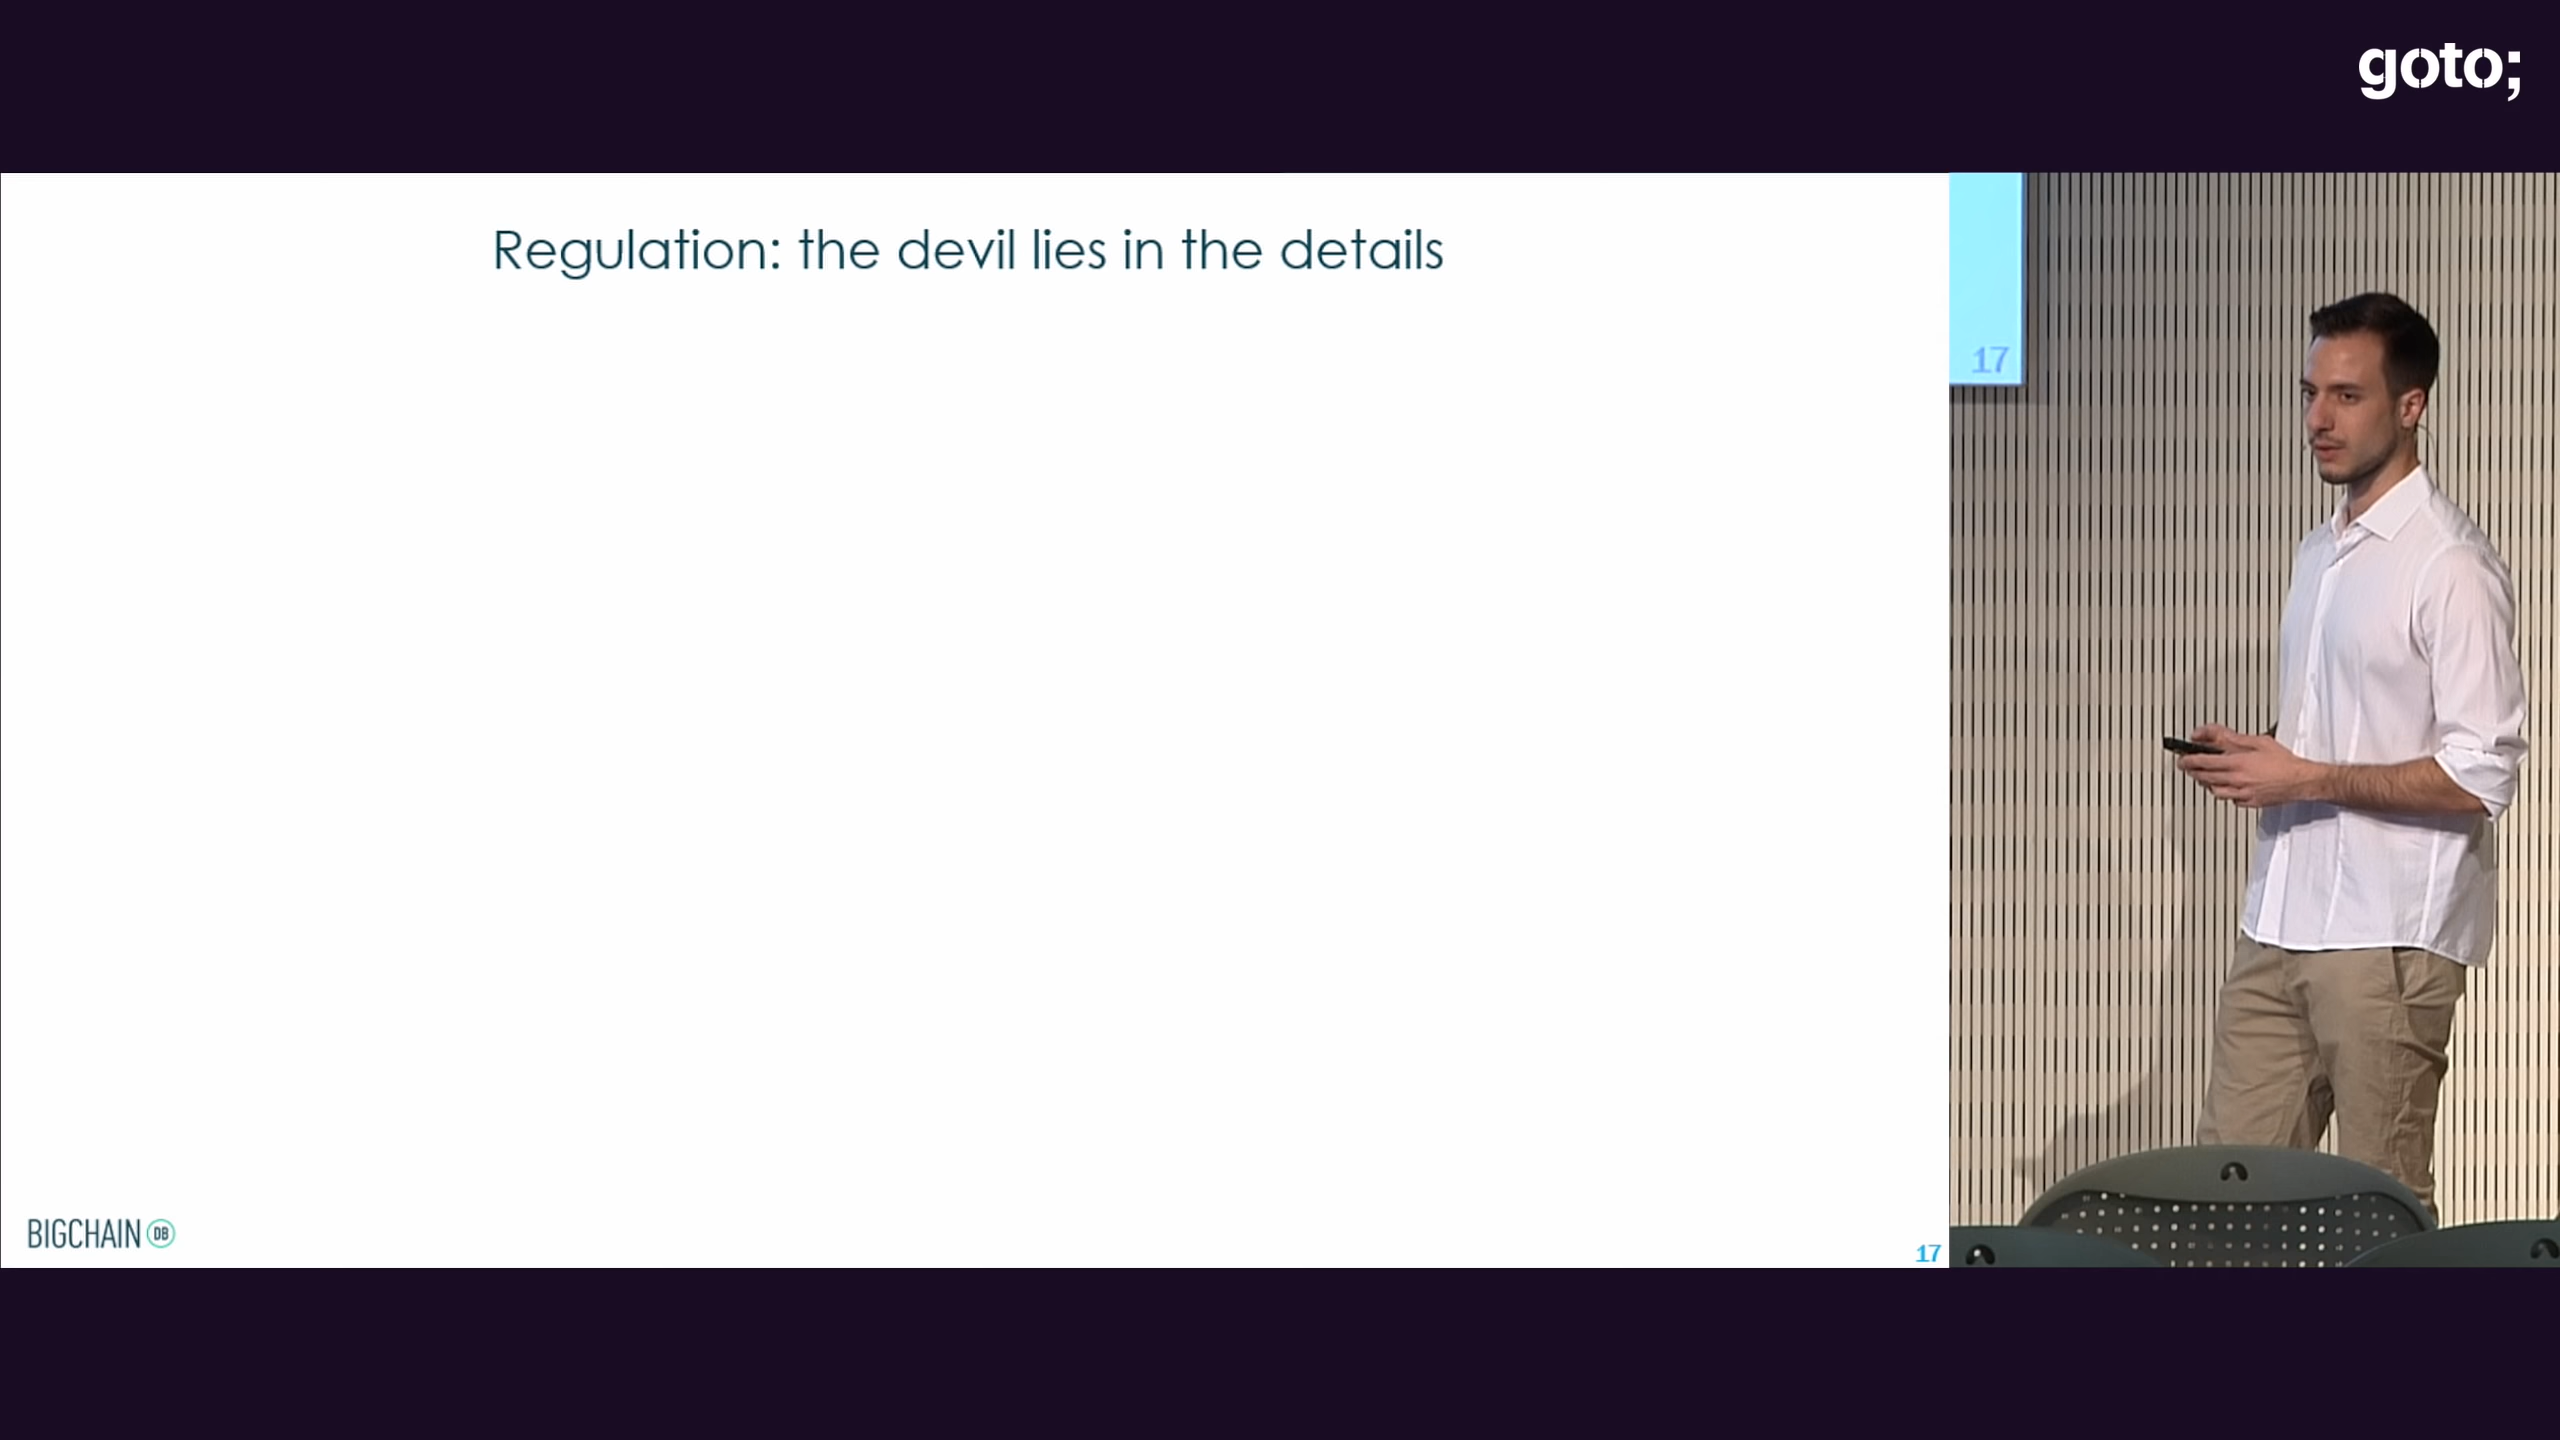 goto;
Regulation: the devil lies in the details
17
BIGCHAIN DB
17